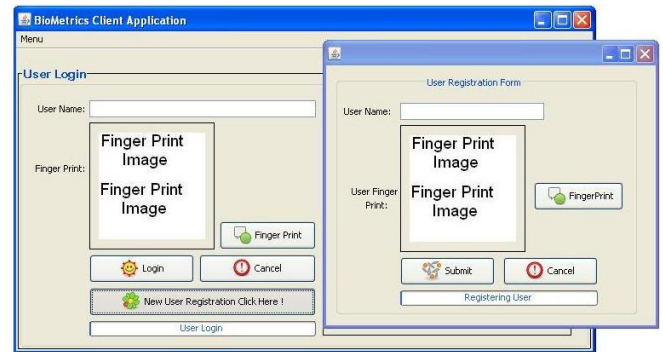 BioMetrics Client Application
Menu
User Login
User Name:
Finger Print:
Finger Print
Image
Finger Print
Image
Finger Print
Login
Cancel
New User Registration Click Here !
User Login
User Registration Form
User Name:
User Finger
Print:
Finger Print
Image
Finger Print
Image
FingerPrint
Submit
Cancel
Registering User